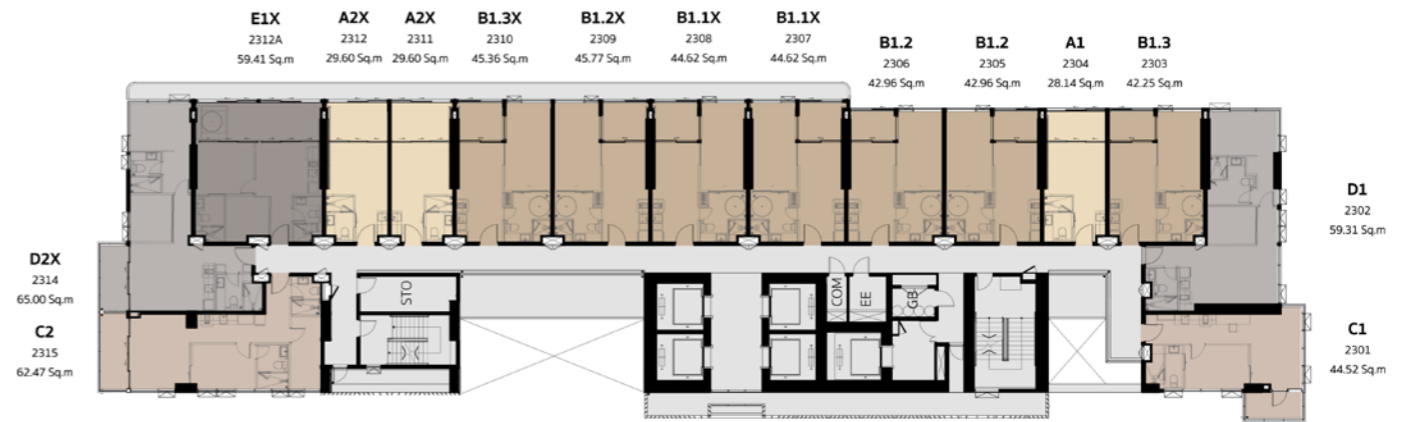 E1X
2312A
59.41 Sq.m
A2X
2312
29.60 Sq.m
A2X
2311
29.60 Sq.m
B1.3X
2310
45.36 Sq.m
B1.2X
2309
45.77 Sq.m
B1.1X
2308
44.62 Sq.m
B1.1X
2307
44.62 Sq.m
B1.2
2306
42.96 Sq.m
B1.2
2305
42.96 Sq.m
A1
2304
28.14 Sq.m
B1.3
2303
42.25 Sq.m
D1
2302
59.31 Sq.m
D2X
2314
65.00 Sq.m
C2
2315
62.47 Sq.m
STO
COM
EE
GB
C1
2301
44.52 Sq.m